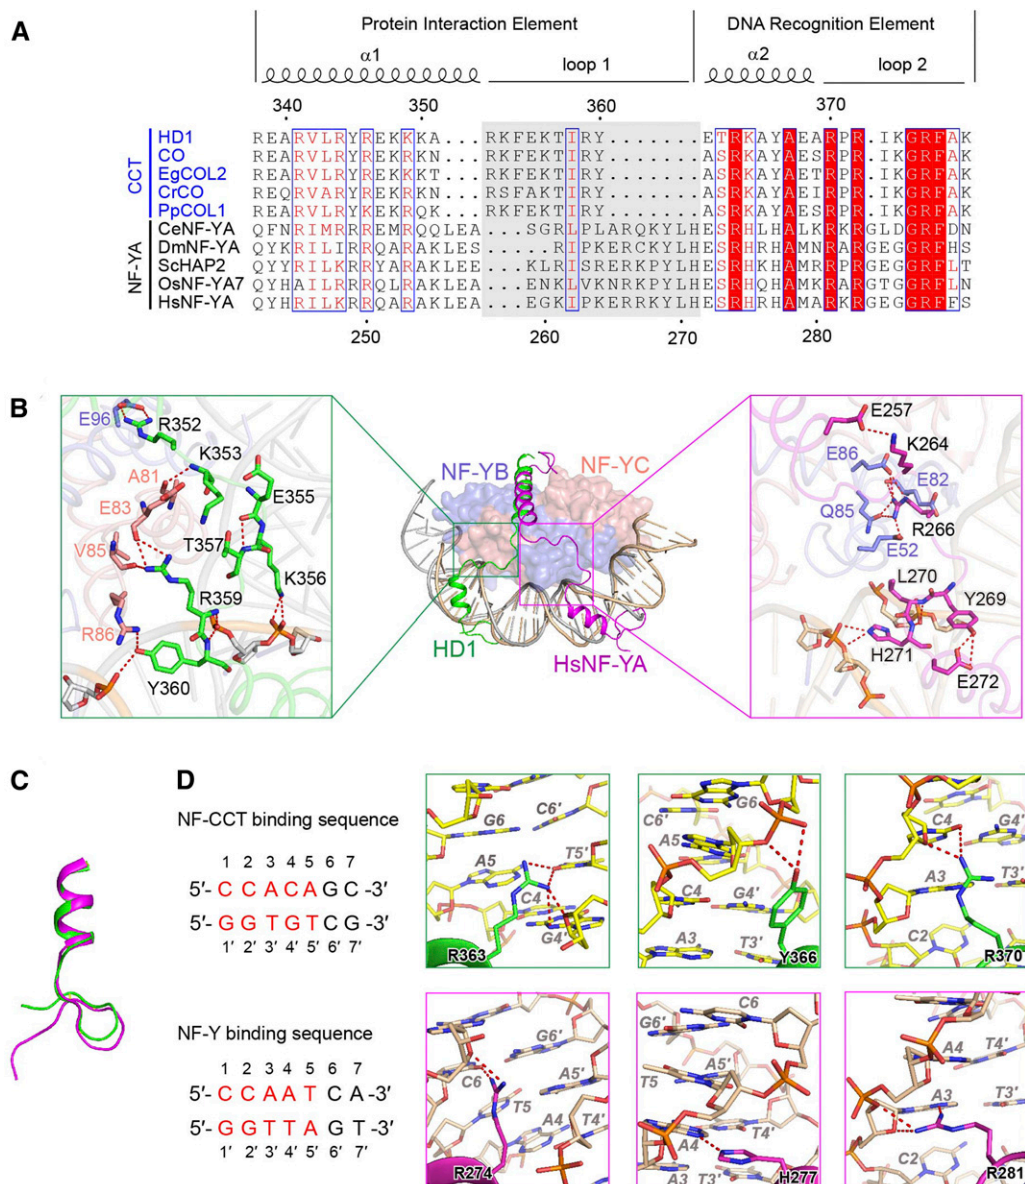 A
Protein Interaction Element
DNA Recognition Element
α1
loop 1
α2
loop 2
340 350 360 370
CCT
HD1 REARVLRYREKRKA...RKFEKTIRY.......ETRKAYAEARPR.IKGRFAK
CO REARVLRYREKRKN...RKFEKTIRY.......ASRKAYAESRPR.IKGRFAK
EgCOL2 REARVLRYREKRKT...RKFEKTIRY.......ASRKAYAETRPR.IKGRFAK
CrCO REQRVARYREKRKN...RSFAKTIRY.......ASRKAYAEIRPR.IKGRFAK
PpCOL1 REARVLRYKEKRQK...RKFEKTIRY.......ASRKAYAESRPR.IKGRFAK
NF-YA
CeNF-YA QFNRIMRRREMRQQLEA...SGRLPLARQKYLHESRHLHALKRKRGLDGRFDN
DmNF-YA QYKRILIRRQARAKLES.....RIPKERCKYLHESRHRHAMNRARGEGGRFHS
ScHAP2 QYYRILKRRYARAKLEE...KLRISRERKPYLHESRHKHAMRRPRGEGGRFLT
OsNF-YA7 QYHAILRRRQLRAKLEA...ENKLVKNRKPYLHESRHQHAMKRARGTGGRFLN
HsNF-YA QYHRILKRRQARAKLEA...EGKIPKERRKYLHESRHRHAMARKRGEGGRFFS
250 260 270 280
B
E96
R352
K353
A81
E83
E355
V85
T357
K356
R359
R86
Y360
NF-YB
NF-YC
HD1
HsNF-YA
E257
K264
E86
E82
Q85
R266
E52
L270
Y269
H271
E272
C
D
NF-CCT binding sequence
1 2 3 4 5 6 7
5'- C C A C A G C -3'
5'- G G T G T C G -3'
1' 2' 3' 4' 5' 6' 7'
G6
C6'
A5
T5'
C4
G4'
R363
G6
C6'
A5
C4
G4'
A3
T3'
Y366
C4
G4'
A3
T3'
C2
R370
NF-Y binding sequence
1 2 3 4 5 6 7
5'- C C A A T C A -3'
5'- G G T T A G T -3'
1' 2' 3' 4' 5' 6' 7'
G6'
C6
A5'
T5
A4
T4'
R274
C6
G6'
A5'
T5
A4
T4'
A3
T3'
H277
A4
T4'
A3
T3'
C2
R281